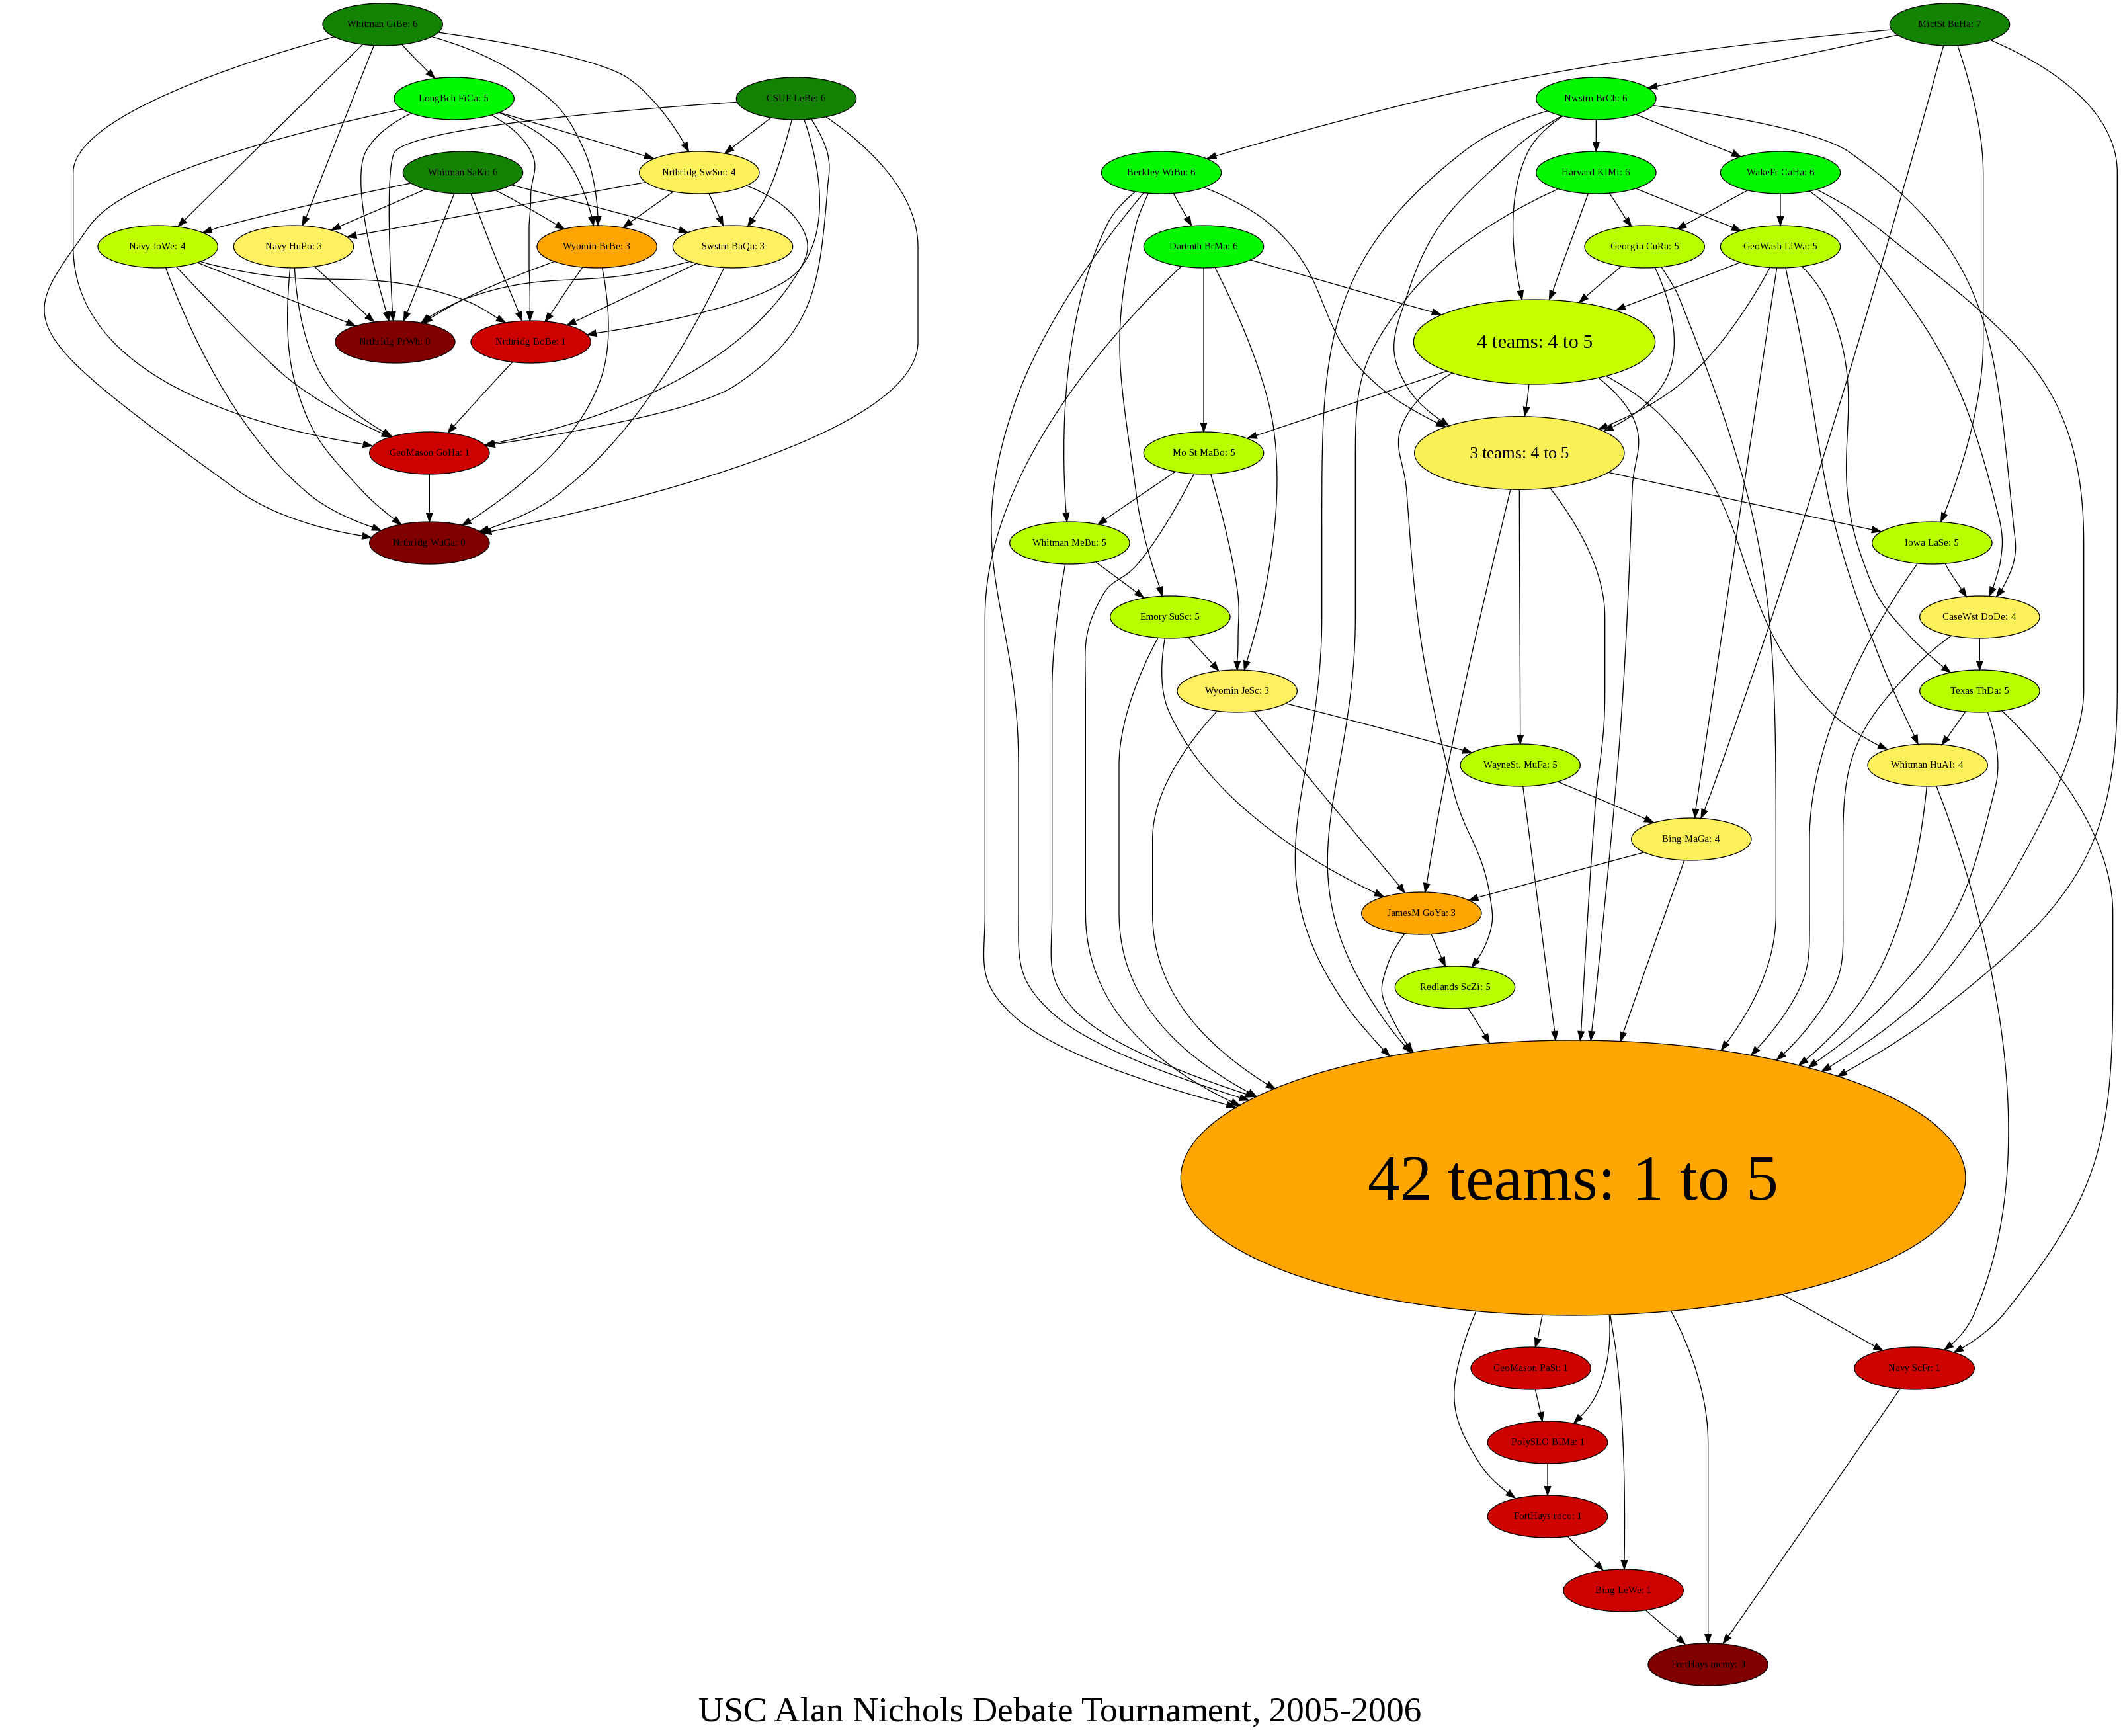 Whitman GiBe: 6
MictSt BuHa: 7
LongBch FiCa: 5
CSUF LeBe: 6
Nwstrn BrCh: 6
Whitman SaKi: 6
Nrthridg SwSm: 4
Berkley WiBu: 6
Harvard KlMi: 6
WakeFr CaHa: 6
Navy JoWe: 4
Navy HuPo: 3
Wyomin BrBe: 3
Swstrn BaQu: 3
Dartmth BrMa: 6
Georgia CuRa: 5
GeoWash LiWa: 5
Nrthridg PtWh: 0
Nrthridg BoBe: 1
4 teams: 4 to 5
GeoMason GoHa: 1
Mo St MaBo: 5
3 teams: 4 to 5
Nrthridg WuGa: 0
Whitman MeBu: 5
Iowa LaSe: 5
Emory SuSc: 5
CaseWst DoDe: 4
Wyomin JeSc: 3
Texas ThDa: 5
WayneSt. MuFa: 5
Whitman HuAl: 4
Bing MaGa: 4
JamesM GoYa: 3
Redlands ScZi: 5
42 teams: 1 to 5
GeoMason PaSt: 1
Navy ScFr: 1
PolySLO BlMa: 1
FortHays roco: 1
Bing LeWe: 1
FortHays mcmy: 0
USC Alan Nichols Debate Tournament, 2005-2006